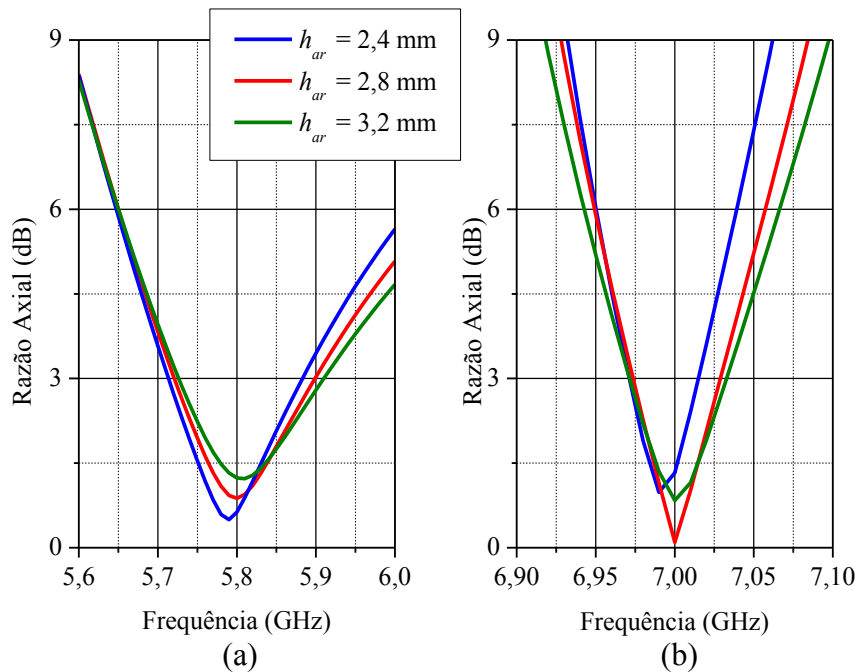 h_ar = 2,4 mm
h_ar = 2,8 mm
h_ar = 3,2 mm
9
6
3
0
Razão Axial (dB)
5,6 5,7 5,8 5,9 6,0
Frequência (GHz)
(a)
9
6
3
0
Razão Axial (dB)
6,90 6,95 7,00 7,05 7,10
Frequência (GHz)
(b)